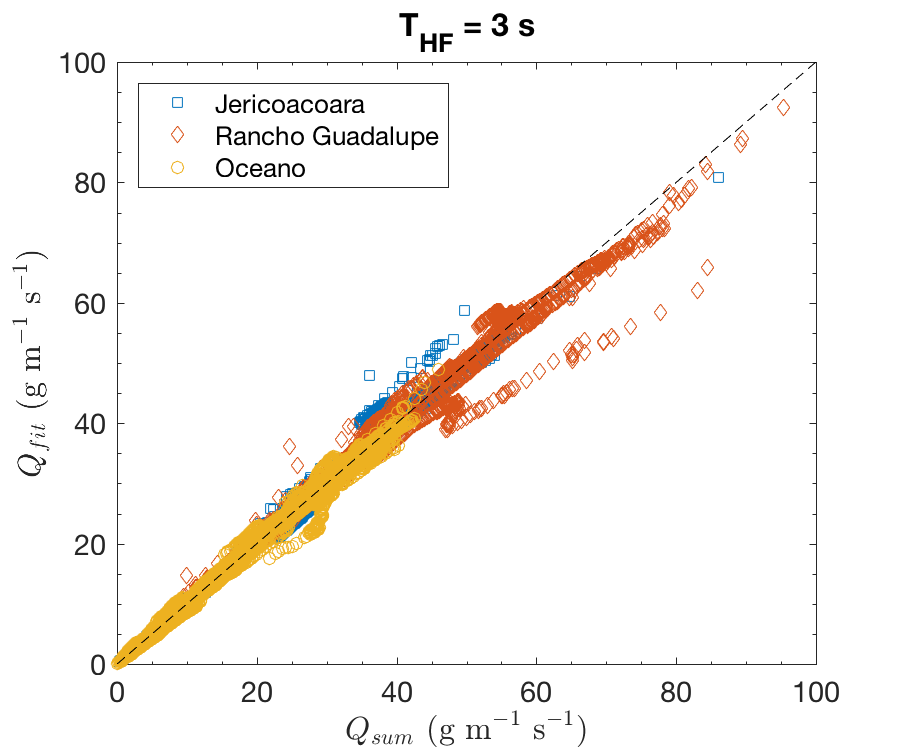 T_HF = 3 s
100
80
60
40
20
0
Jericoacoara
Rancho Guadalupe
Oceano
Q_fit (g m⁻¹ s⁻¹)
0 20 40 60 80 100
Q_sum (g m⁻¹ s⁻¹)